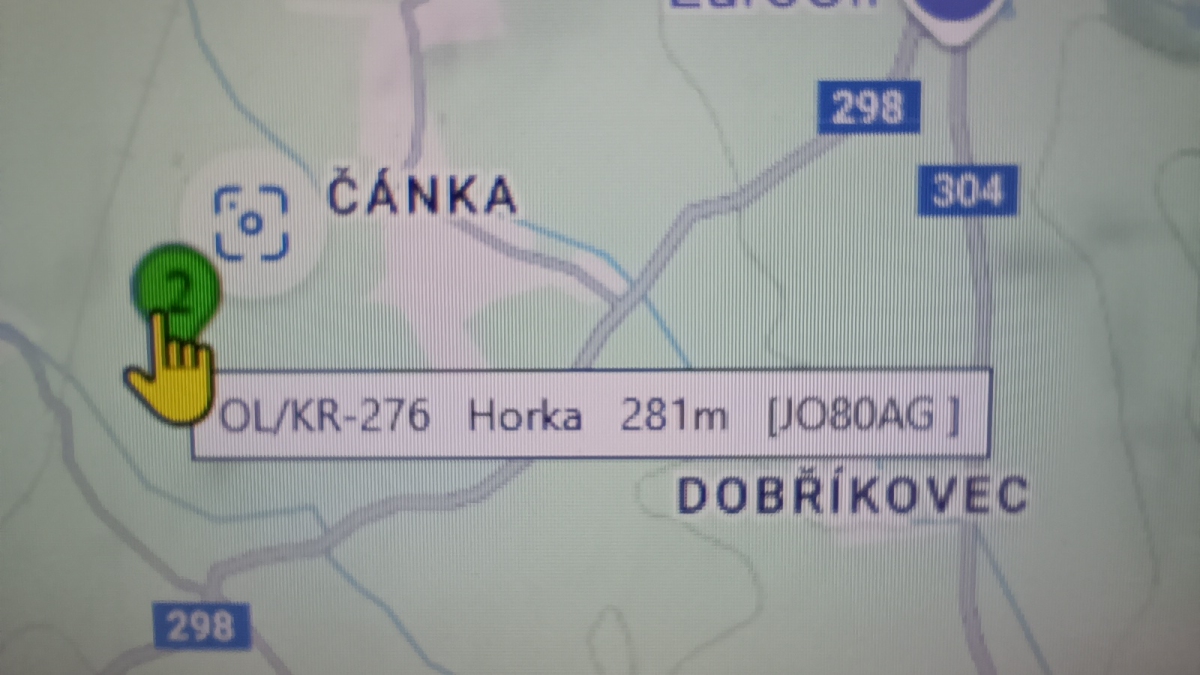 298
304
ČÁNKA
2
OL/KR-276 Horka 281m [JO80AG ]
DOBŘÍKOVEC
298